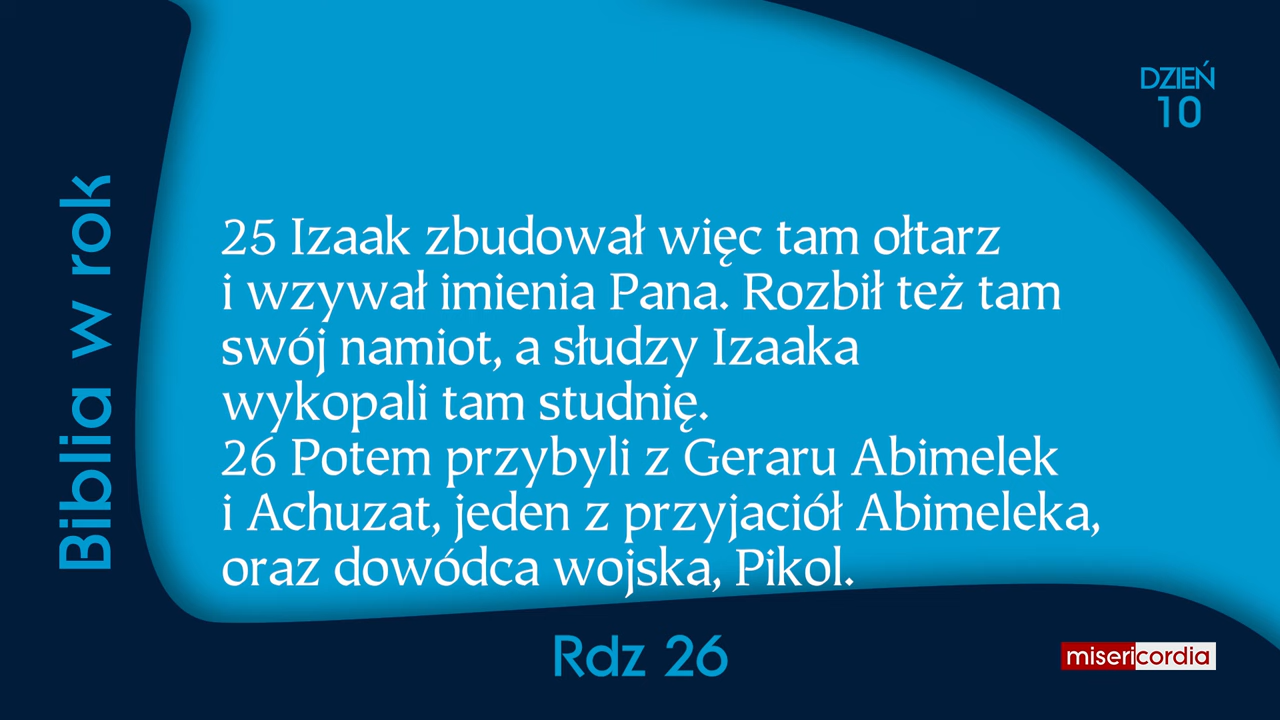 DZIEŃ
10
Biblia w rok
25 Izaak zbudował więc tam ołtarz
i wzywał imienia Pana. Rozbił też tam
swój namiot, a słudzy Izaaka
wykopali tam studnię.
26 Potem przybyli z Geraru Abimelek
i Achuzat, jeden z przyjaciół Abimeleka,
oraz dowódca wojska, Pikol.
Rdz 26
misericordia